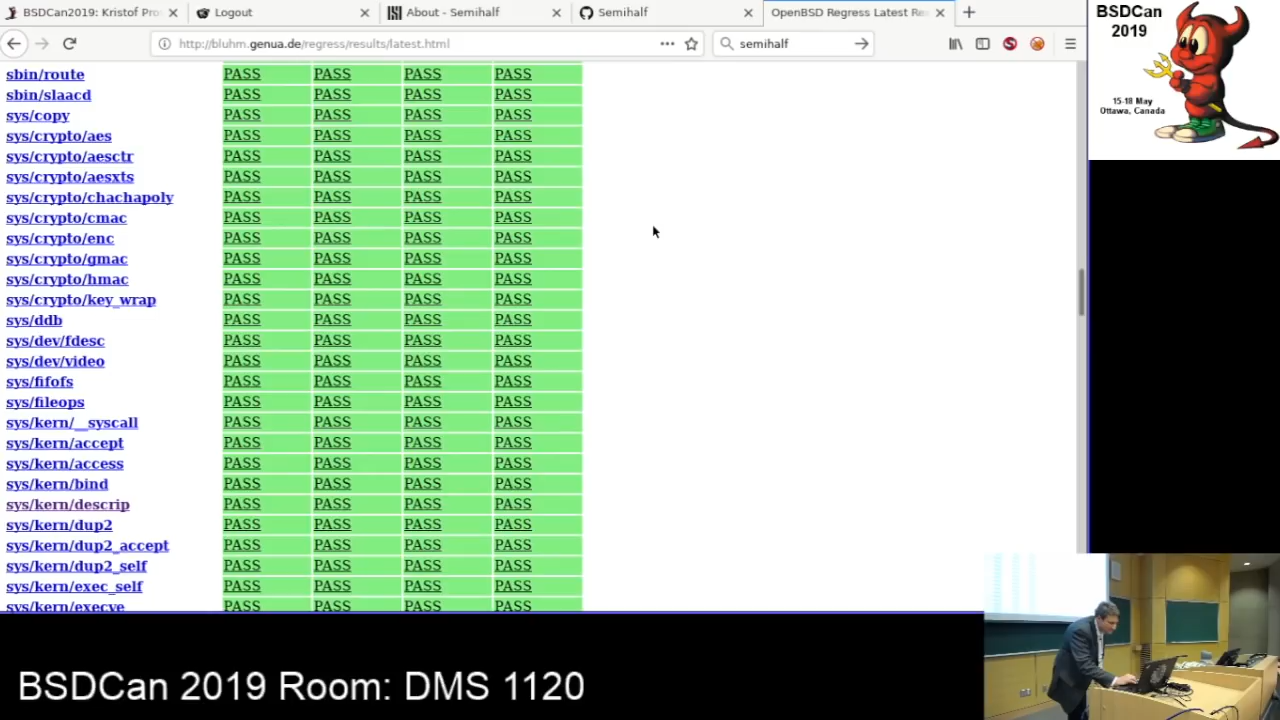 BSDCan2019: Kristof Pro
Logout
About - Semihalf
Semihalf
OpenBSD Regress Latest Re
http://bluhm.genua.de/regress/results/latest.html
semihalf
sbin/route PASS PASS PASS PASS
sbin/slaacd PASS PASS PASS PASS
sys/copy PASS PASS PASS PASS
sys/crypto/aes PASS PASS PASS PASS
sys/crypto/aesctr PASS PASS PASS PASS
sys/crypto/aesxts PASS PASS PASS PASS
sys/crypto/chachapoly PASS PASS PASS PASS
sys/crypto/cmac PASS PASS PASS PASS
sys/crypto/enc PASS PASS PASS PASS
sys/crypto/gmac PASS PASS PASS PASS
sys/crypto/hmac PASS PASS PASS PASS
sys/crypto/key_wrap PASS PASS PASS PASS
sys/ddb PASS PASS PASS PASS
sys/dev/fdesc PASS PASS PASS PASS
sys/dev/video PASS PASS PASS PASS
sys/fifofs PASS PASS PASS PASS
sys/fileops PASS PASS PASS PASS
sys/kern/__syscall PASS PASS PASS PASS
sys/kern/accept PASS PASS PASS PASS
sys/kern/access PASS PASS PASS PASS
sys/kern/bind PASS PASS PASS PASS
sys/kern/descrip PASS PASS PASS PASS
sys/kern/dup2 PASS PASS PASS PASS
sys/kern/dup2_accept PASS PASS PASS PASS
sys/kern/dup2_self PASS PASS PASS PASS
sys/kern/exec_self PASS PASS PASS PASS
sys/kern/execve PASS PASS PASS PASS
BSDCan
2019
15-18 May
Ottawa, Canada
BSDCan 2019 Room: DMS 1120